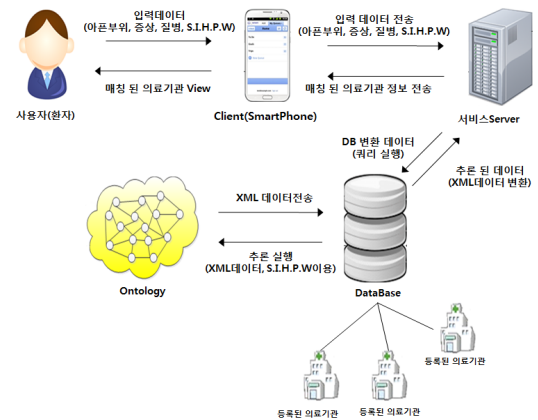 입력데이터
(아픈부위, 증상, 질병, S.I.H.P.W)
입력 데이터 전송
(아픈부위, 증상, 질병, S.I.H.P.W)
매칭 된 의료기관 View
매칭 된 의료기관 정보 전송
사용자(환자)
Client(SmartPhone)
서비스Server
DB 변환 데이터
(쿼리 실행)
추론 된 데이터
(XML데이터 변환)
XML 데이터전송
추론 실행
(XML데이터, S.I.H.P.W이용)
Ontology
DataBase
등록된 의료기관
등록된 의료기관
등록된 의료기관